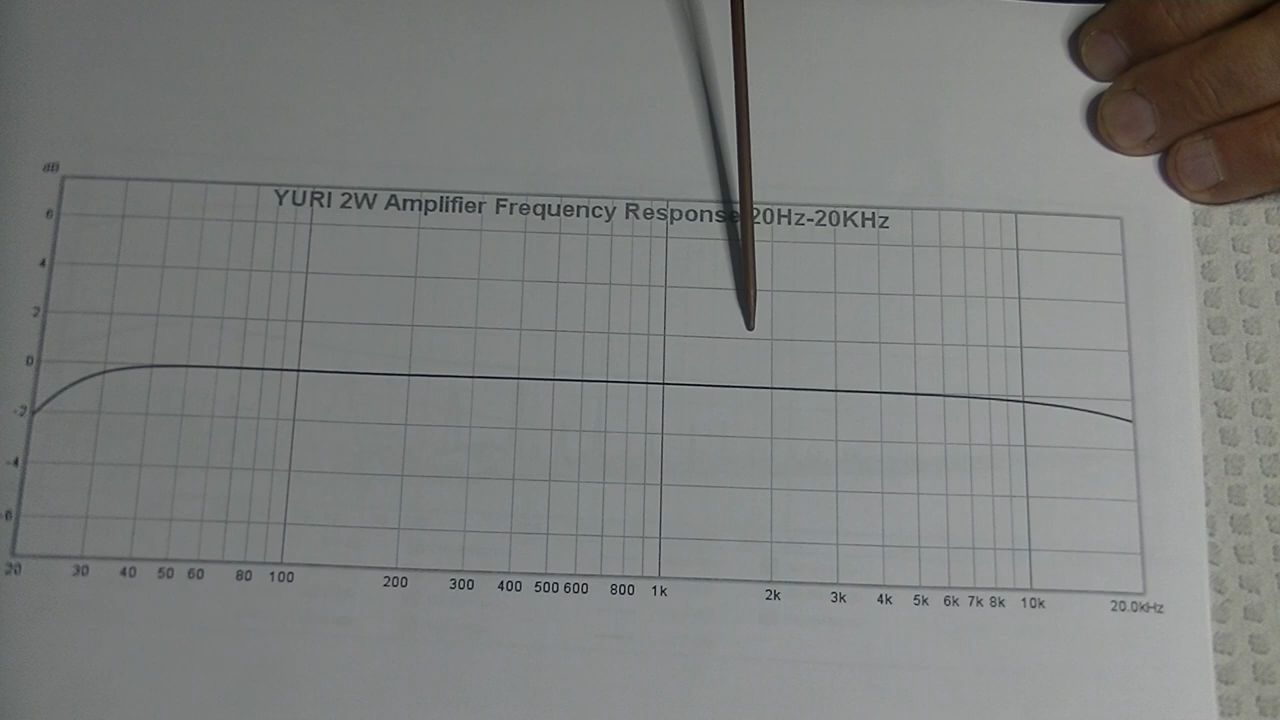 dB
YURI 2W Amplifier Frequency Response 20Hz-20KHz
6
4
2
0
-2
-4
-6
20 30 40 50 60 80 100 200 300 400 500 600 800 1k 2k 3k 4k 5k 6k 7k 8k 10k 20.0kHz